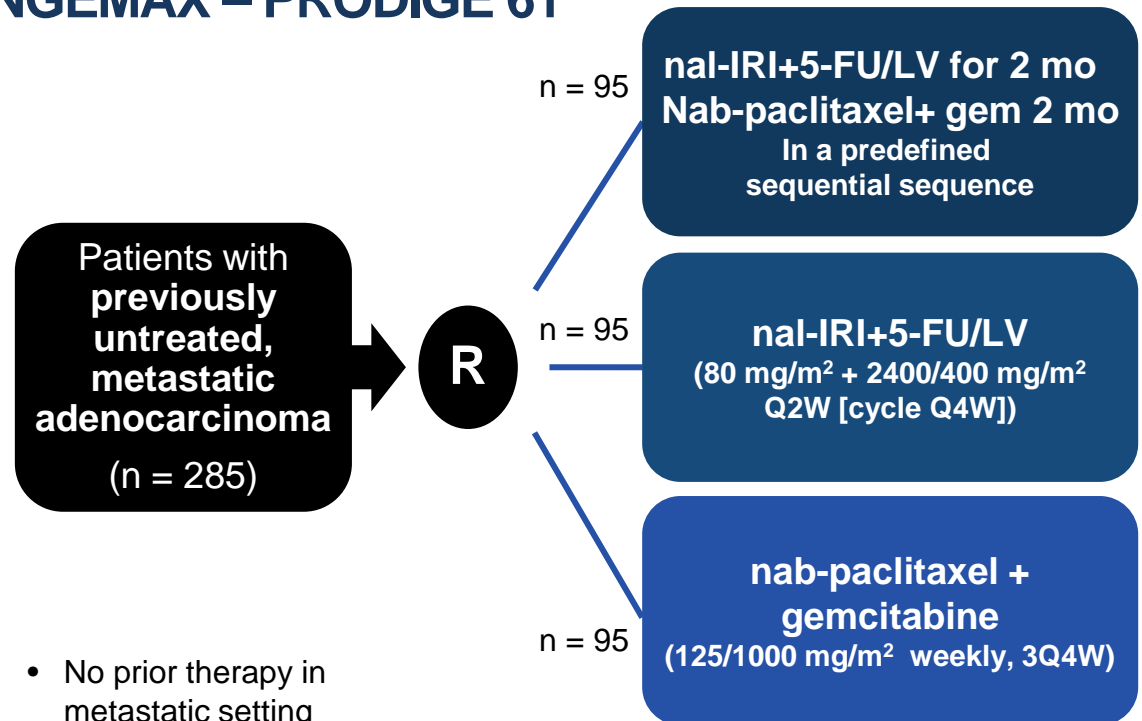 NGEMAX – PRODIGE 61
n = 95
nal-IRI+5-FU/LV for 2 mo
Nab-paclitaxel+ gem 2 mo
In a predefined
sequential sequence
Patients with
previously
untreated,
metastatic
adenocarcinoma
(n = 285)
R
n = 95
nal-IRI+5-FU/LV
(80 mg/m² + 2400/400 mg/m²
Q2W [cycle Q4W])
n = 95
nab-paclitaxel +
gemcitabine
(125/1000 mg/m² weekly, 3Q4W)
• No prior therapy in
metastatic setting